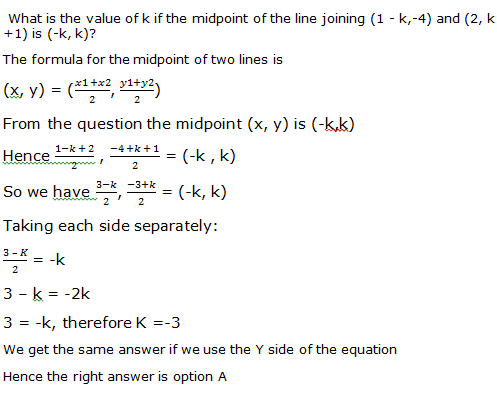 What is the value of k if the midpoint of the line joining (1 - k,-4) and (2, k
+1) is (-k, k)?
The formula for the midpoint of two lines is
(x, y) = (\frac{x1+x2}{2}, \frac{y1+y2}{2})
From the question the midpoint (x, y) is (-k,k)
Hence \frac{1-k+2}{2} , \frac{-4+k+1}{2} = (-k , k)
So we have \frac{3-k}{2}, \frac{-3+k}{2} = (-k, k)
Taking each side separately:
\frac{3-K}{2} = -k
3 – k = -2k
3 = -k, therefore K =-3
We get the same answer if we use the Y side of the equation
Hence the right answer is option A